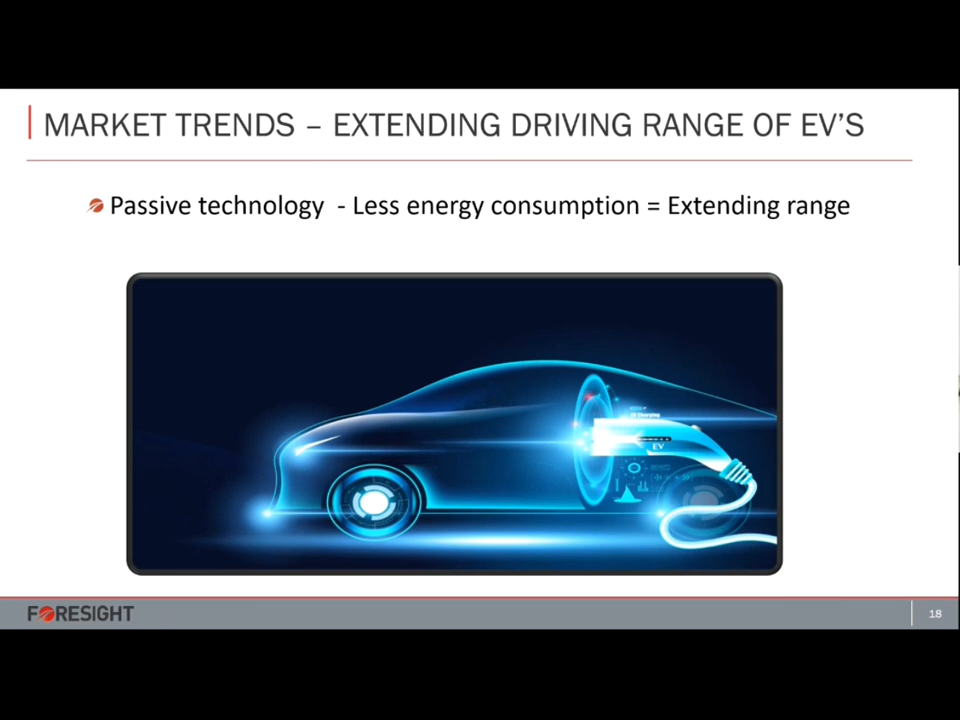 MARKET TRENDS – EXTENDING DRIVING RANGE OF EV'S
Passive technology - Less energy consumption = Extending range
EV
FORESIGHT
18